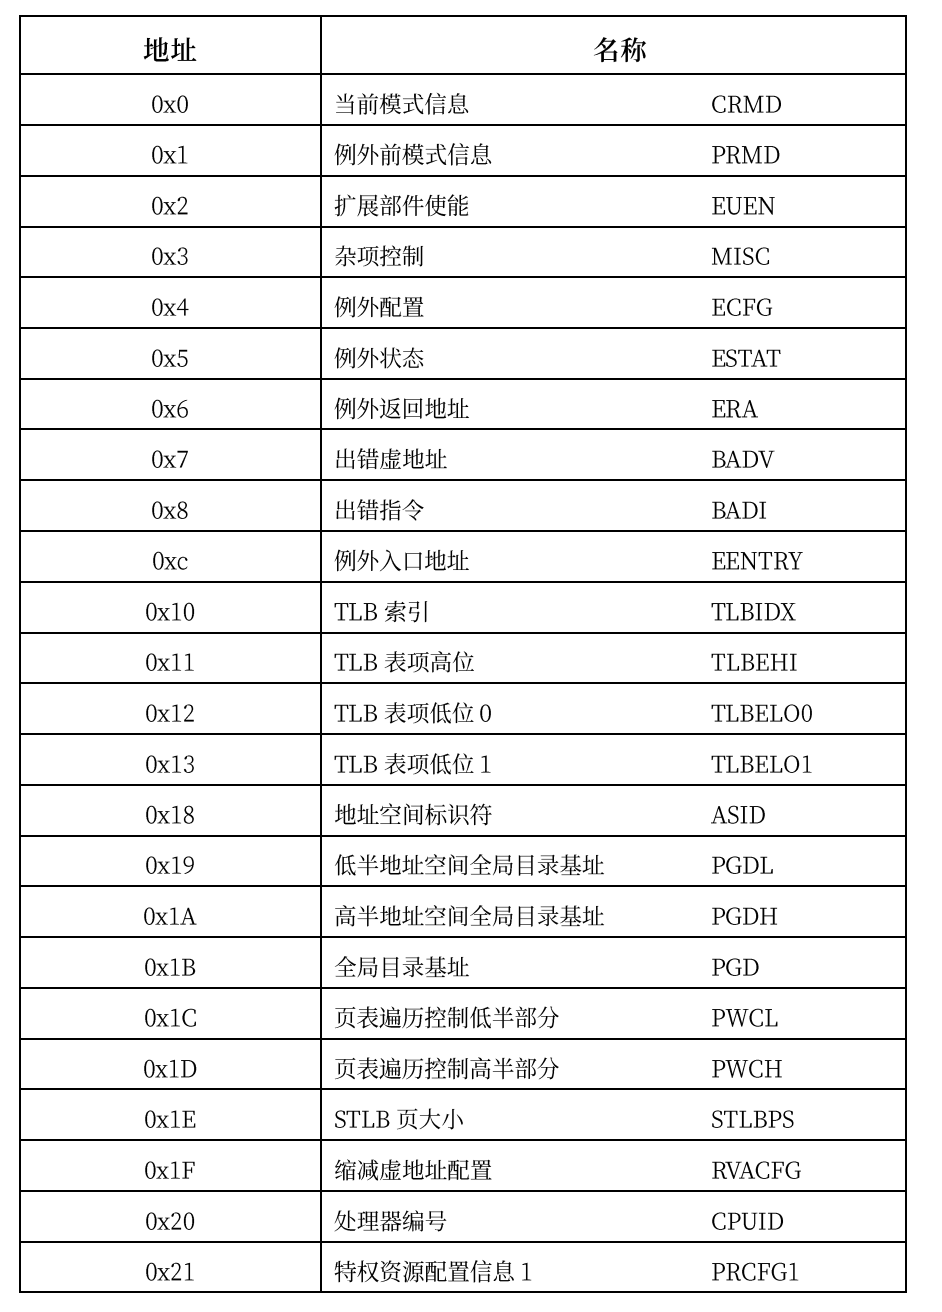 地址 名称
0x0 当前模式信息 CRMD
0x1 例外前模式信息 PRMD
0x2 扩展部件使能 EUEN
0x3 杂项控制 MISC
0x4 例外配置 ECFG
0x5 例外状态 ESTAT
0x6 例外返回地址 ERA
0x7 出错虚地址 BADV
0x8 出错指令 BADI
0xc 例外入口地址 EENTRY
0x10 TLB 索引 TLBIDX
0x11 TLB 表项高位 TLBEHI
0x12 TLB 表项低位 0 TLBELO0
0x13 TLB 表项低位 1 TLBELO1
0x18 地址空间标识符 ASID
0x19 低半地址空间全局目录基址 PGDL
0x1A 高半地址空间全局目录基址 PGDH
0x1B 全局目录基址 PGD
0x1C 页表遍历控制低半部分 PWCL
0x1D 页表遍历控制高半部分 PWCH
0x1E STLB 页大小 STLBPS
0x1F 缩减虚地址配置 RVACFG
0x20 处理器编号 CPUID
0x21 特权资源配置信息 1 PRCFG1